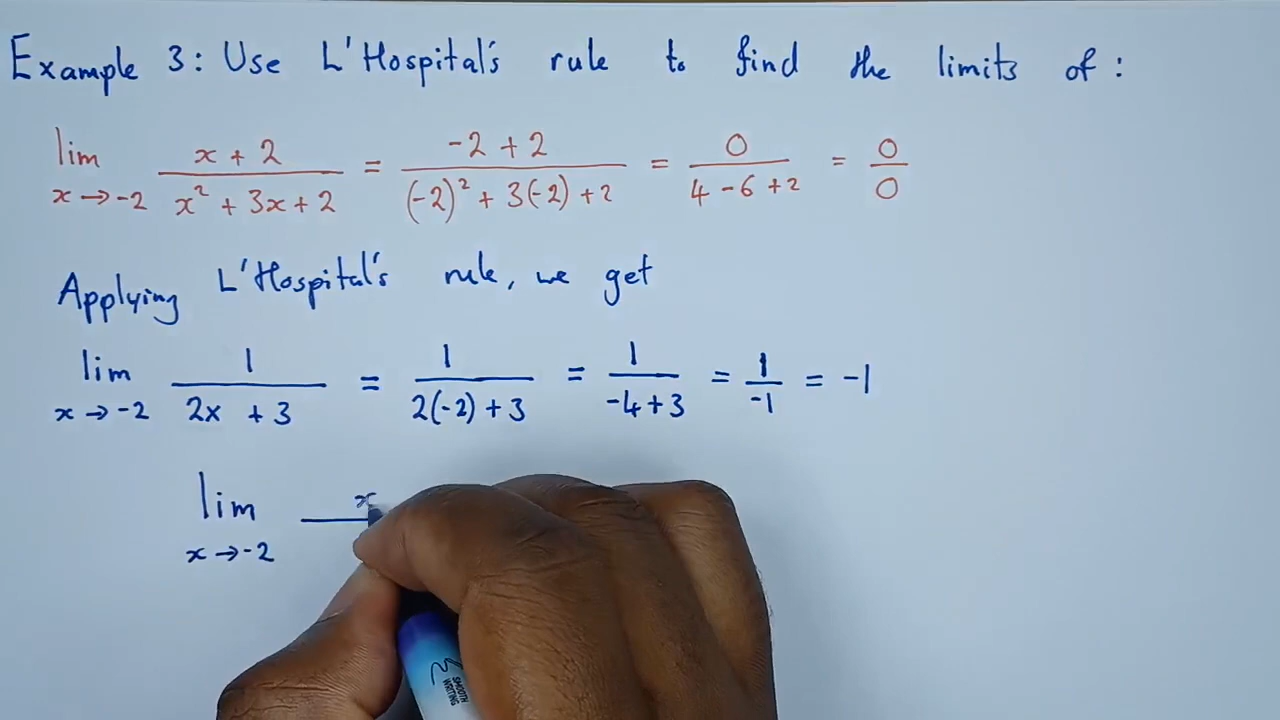 Example 3: Use L'Hospital's rule to find the limits of:
lim x→-2 (x + 2)/(x² + 3x + 2) = (-2 + 2)/((-2)² + 3(-2) + 2) = 0/(4 - 6 + 2) = 0/0
Applying L'Hospital's rule, we get
lim x→-2 1/(2x + 3) = 1/(2(-2) + 3) = 1/(-4 + 3) = 1/-1 = -1
lim x→-2 x
SMOOTH WRITING